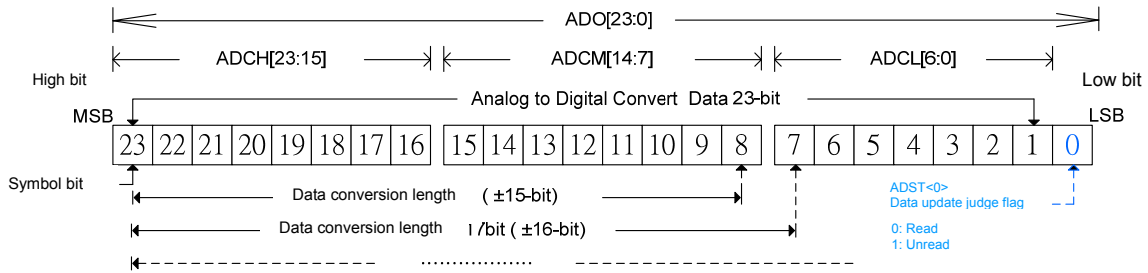 ADO[23:0]
ADCH[23:15] ADCM[14:7] ADCL[6:0]
High bit Low bit
Analog to Digital Convert Data 23-bit
MSB LSB
23 22 21 20 19 18 17 16 15 14 13 12 11 10 9 8 7 6 5 4 3 2 1 0
Symbol bit
Data conversion length ( ±15-bit)
ADST<0>
Data update judge flag
Data conversion length 17bit ( ±16-bit)
0: Read
1: Unread